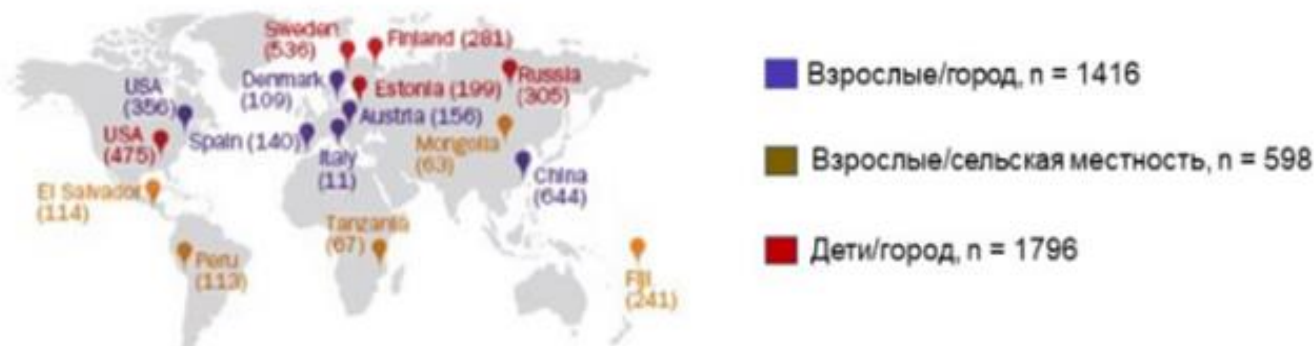 Sweden
(536)
Finland (281)
USA
(356)
Denmark
(109)
Estonia (199)
Russia
(305)
Austria (156)
USA
(475)
Spain (140)
Italy
(11)
Mongolia
(63)
China
(644)
El Salvador
(114)
Tanzania
(67)
Peru
(113)
Fiji
(241)
Взрослые/город, n = 1416
Взрослые/сельская местность, n = 598
Дети/город, n = 1796